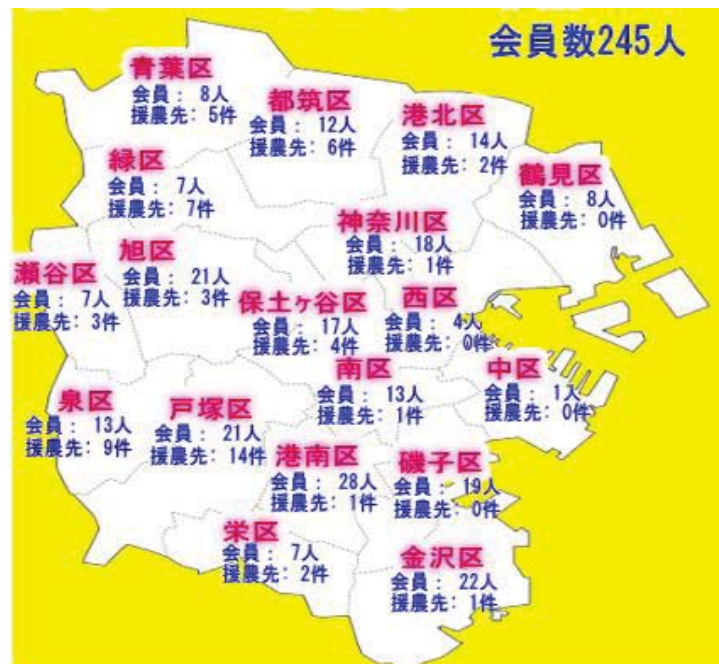 会員数245人
青葉区
会員： 8人
援農先： 5件
都筑区
会員： 12人
援農先： 6件
港北区
会員： 14人
援農先： 2件
緑区
会員： 7人
援農先： 7件
鶴見区
会員： 8人
援農先： 0件
神奈川区
会員： 18人
援農先： 1件
旭区
会員： 21人
援農先： 3件
瀬谷区
会員： 7人
援農先： 3件
保土ヶ谷区
会員： 17人
援農先： 4件
西区
会員： 4人
援農先： 0件
南区
会員： 13人
援農先： 1件
中区
会員： 1人
援農先： 0件
泉区
会員： 13人
援農先： 9件
戸塚区
会員： 21人
援農先： 14件
港南区
会員： 28人
援農先： 1件
磯子区
会員： 19人
援農先： 0件
栄区
会員： 7人
援農先： 2件
金沢区
会員： 22人
援農先： 1件